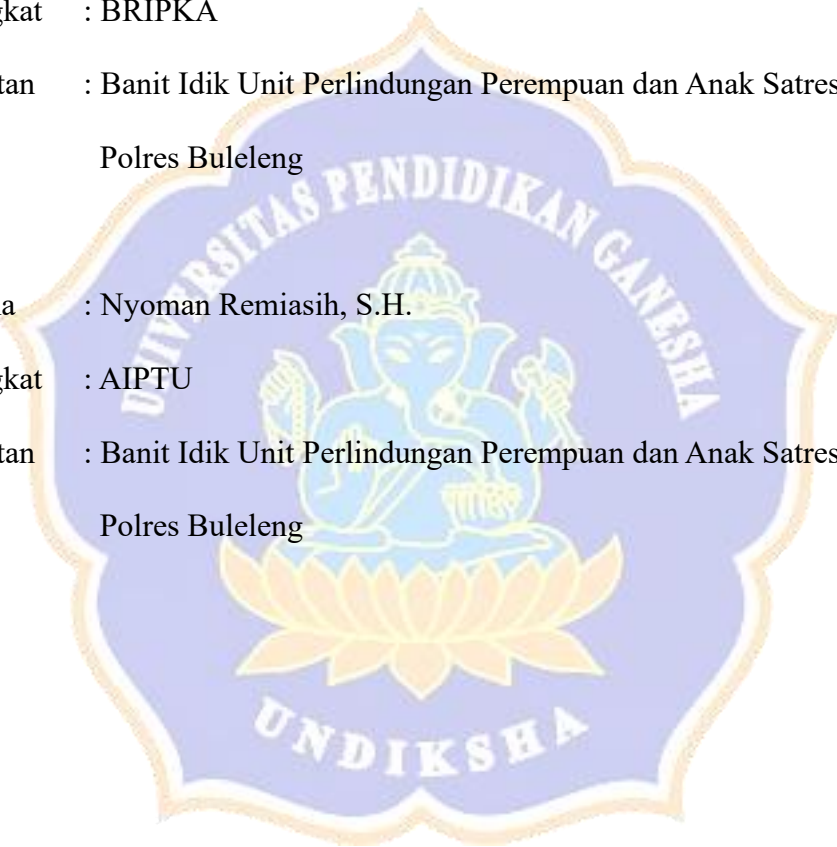 gkat : BRIPKA
tan : Banit Idik Unit Perlindungan Perempuan dan Anak Satres
Polres Buleleng
UNIVERSITAS PENDIDIKAN GANESHA
a : Nyoman Remiasih, S.H.
gkat : AIPTU
tan : Banit Idik Unit Perlindungan Perempuan dan Anak Satres
Polres Buleleng
UNDIKSHA